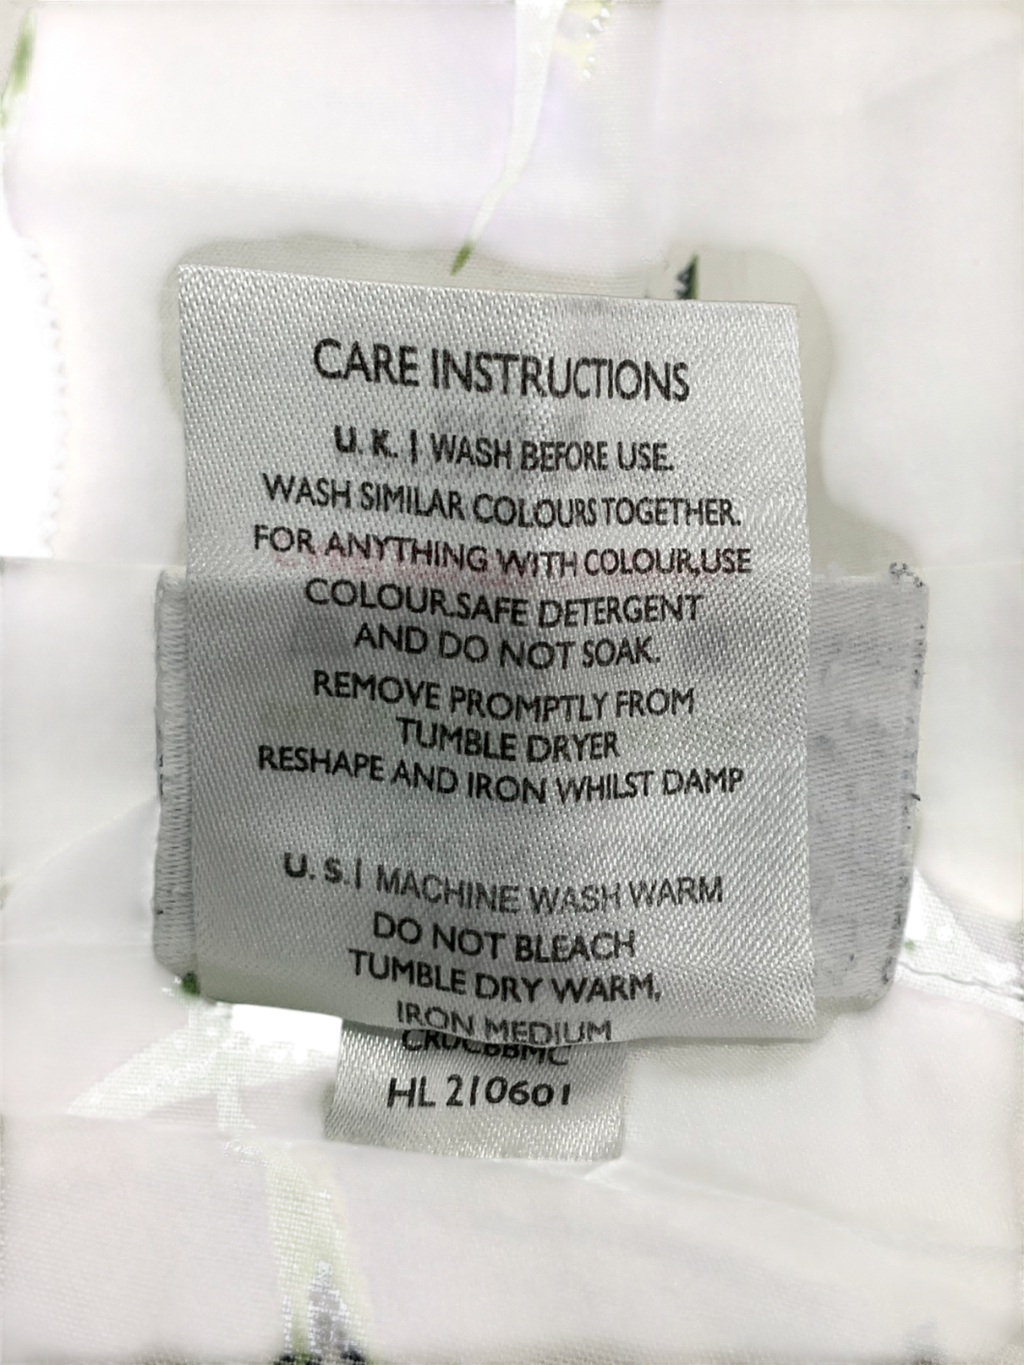 CARE INSTRUCTIONS
U. K. | WASH BEFORE USE.
WASH SIMILAR COLOURS TOGETHER.
FOR ANYTHING WITH COLOUR,USE
COLOUR.SAFE DETERGENT
AND DO NOT SOAK.
REMOVE PROMPTLY FROM
TUMBLE DRYER
RESHAPE AND IRON WHILST DAMP
U. S. | MACHINE WASH WARM
DO NOT BLEACH
TUMBLE DRY WARM,
IRON MEDIUM
HL 210601